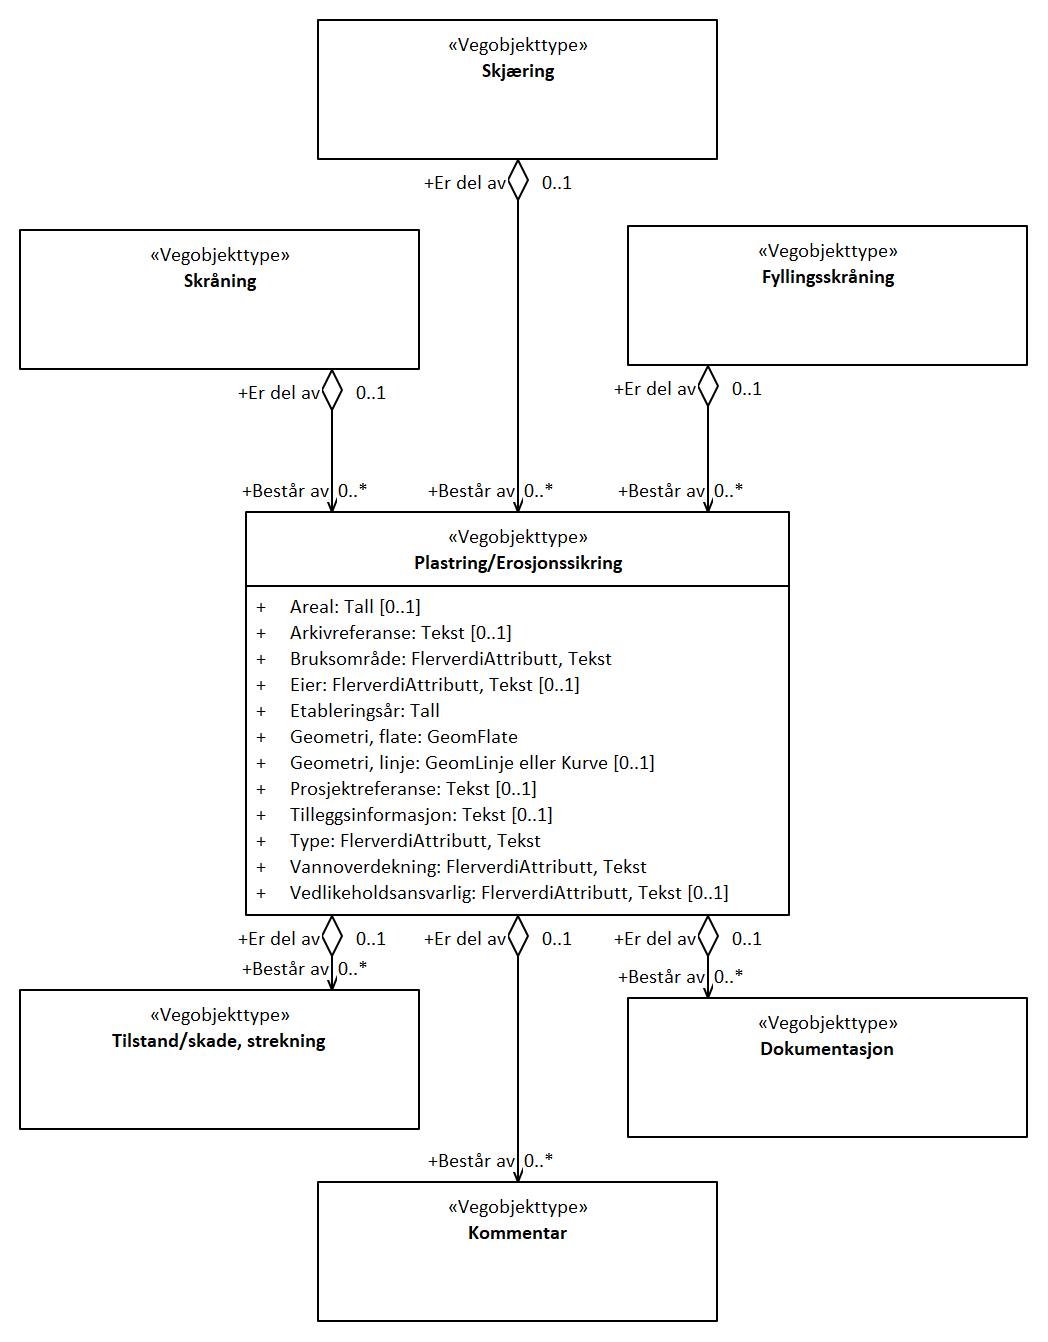 «Vegobjekttype»
Skjæring
+Er del av 0..1
«Vegobjekttype»
Skråning
«Vegobjekttype»
Fyllingsskråning
+Er del av 0..1
+Er del av 0..1
+Består av 0..*
+Består av 0..*
+Består av 0..*
«Vegobjekttype»
Plastring/Erosjonssikring
+ Areal: Tall [0..1]
+ Arkivreferanse: Tekst [0..1]
+ Bruksområde: FlerverdiAttributt, Tekst
+ Eier: FlerverdiAttributt, Tekst [0..1]
+ Etableringsår: Tall
+ Geometri, flate: GeomFlate
+ Geometri, linje: GeomLinje eller Kurve [0..1]
+ Prosjektreferanse: Tekst [0..1]
+ Tilleggsinformasjon: Tekst [0..1]
+ Type: FlerverdiAttributt, Tekst
+ Vannoverdekning: FlerverdiAttributt, Tekst
+ Vedlikeholdsansvarlig: FlerverdiAttributt, Tekst [0..1]
+Er del av 0..1
+Er del av 0..1
+Er del av 0..1
+Består av 0..*
+Består av 0..*
«Vegobjekttype»
Tilstand/skade, strekning
«Vegobjekttype»
Dokumentasjon
+Består av 0..*
«Vegobjekttype»
Kommentar